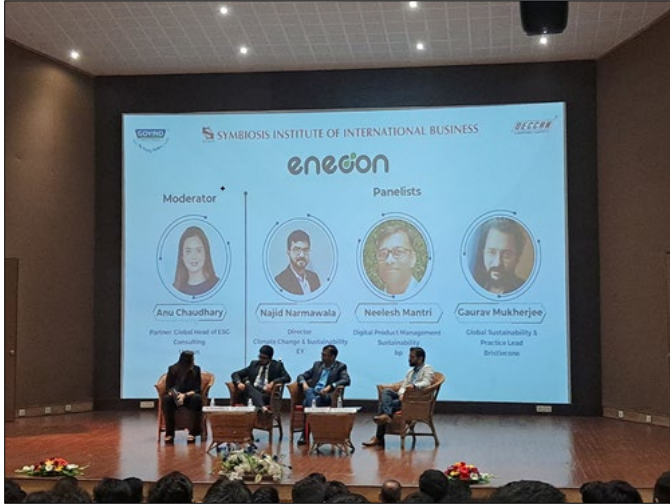 GOVIND
SYMBIOSIS INSTITUTE OF INTERNATIONAL BUSINESS
DECCAN
enecon
Moderator
Panelists
Anu Chaudhary
Partner: Global Head of ESG
Consulting
Najid Narmawala
Director
Climate Change & Sustainability
EY
Neelesh Mantri
Digital Product Management
Sustainability
bp
Gaurav Mukherjee
Global Sustainability &
Practice Lead
Bristlecone